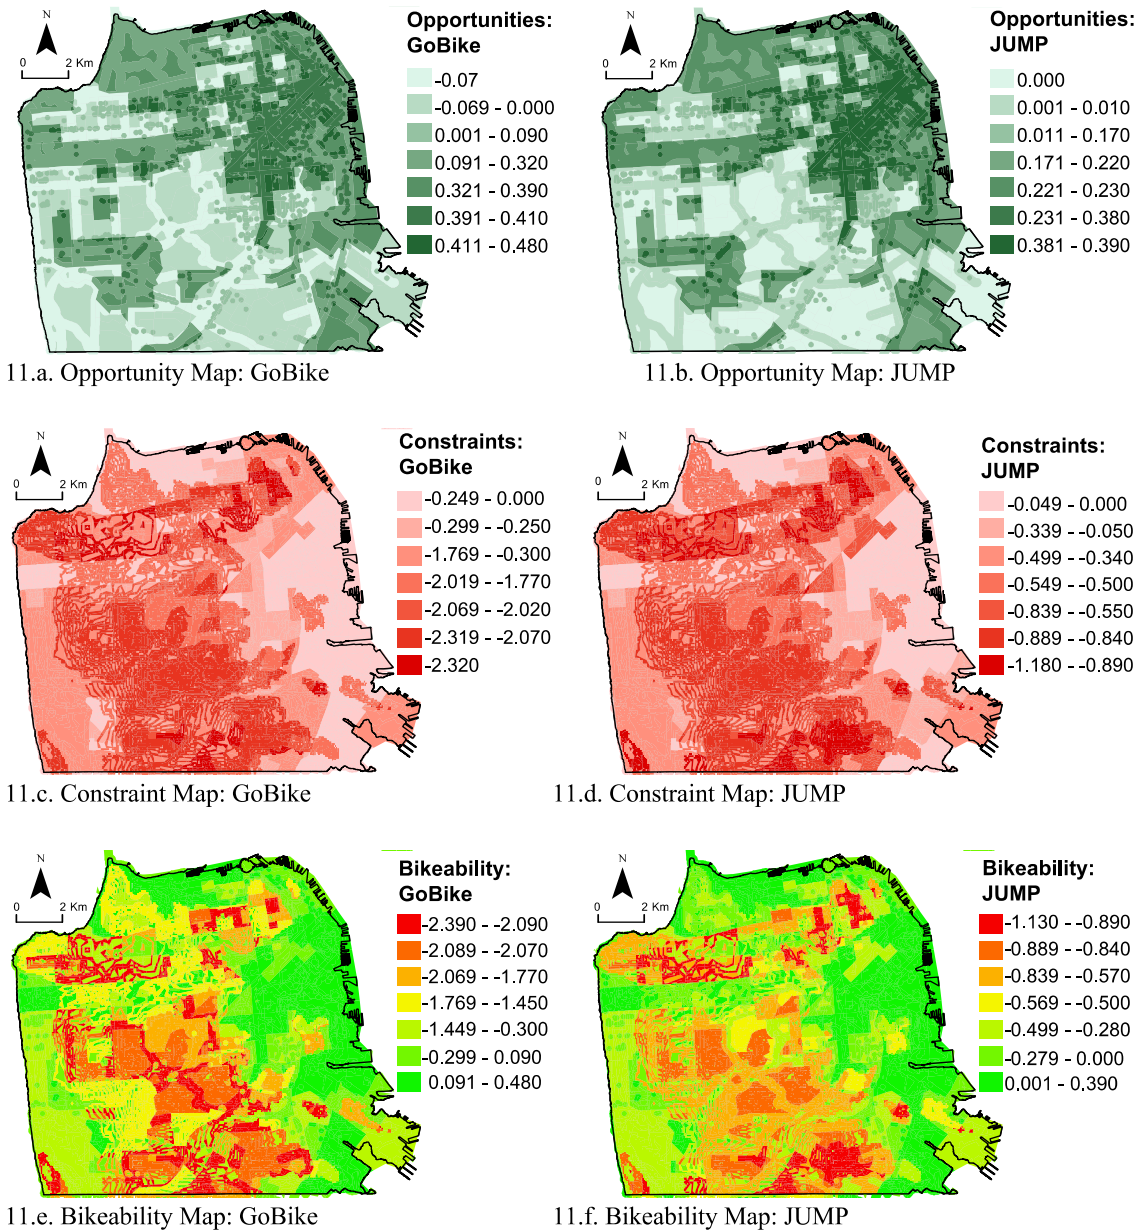 N
0 2 Km
Opportunities:
GoBike
-0.07
-0.069 - 0.000
0.001 - 0.090
0.091 - 0.320
0.321 - 0.390
0.391 - 0.410
0.411 - 0.480
11.a. Opportunity Map: GoBike
N
0 2 Km
Opportunities:
JUMP
0.000
0.001 - 0.010
0.011 - 0.170
0.171 - 0.220
0.221 - 0.230
0.231 - 0.380
0.381 - 0.390
11.b. Opportunity Map: JUMP
N
0 2 Km
Constraints:
GoBike
-0.249 - 0.000
-0.299 - -0.250
-1.769 - -0.300
-2.019 - -1.770
-2.069 - -2.020
-2.319 - -2.070
-2.320
11.c. Constraint Map: GoBike
N
0 2 Km
Constraints:
JUMP
-0.049 - 0.000
-0.339 - -0.050
-0.499 - -0.340
-0.549 - -0.500
-0.839 - -0.550
-0.889 - -0.840
-1.180 - -0.890
11.d. Constraint Map: JUMP
N
0 2 Km
Bikeability:
GoBike
-2.390 - -2.090
-2.089 - -2.070
-2.069 - -1.770
-1.769 - -1.450
-1.449 - -0.300
-0.299 - 0.090
0.091 - 0.480
11.e. Bikeability Map: GoBike
N
0 2 Km
Bikeability:
JUMP
-1.130 - -0.890
-0.889 - -0.840
-0.839 - -0.570
-0.569 - -0.500
-0.499 - -0.280
-0.279 - 0.000
0.001 - 0.390
11.f. Bikeability Map: JUMP